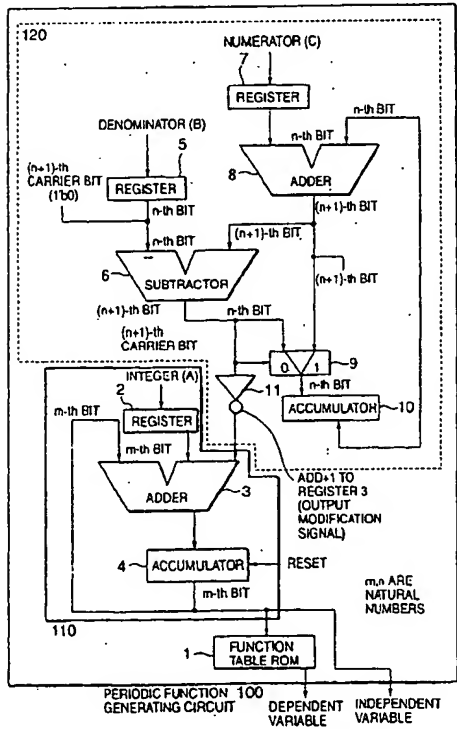 120
NUMERATOR (C)
7
REGISTER
DENOMINATOR (B)
n-th BIT
n-th BIT
5
8
ADDER
(n+1)-th
CARRIER BIT
(1'b0)
REGISTER
n-th BIT
(n+1)-th BIT
n-th BIT
(n+1)-th BIT
(n+1)-th BIT
6
SUBTRACTOR
(n+1)-th BIT
n-th BIT
(n+1)-th
CARRIER BIT
0
1
9
n-th BIT
INTEGER (A)
11
ACCUMULATOR
10
2
REGISTER
m-th BIT
m-th BIT
ADDER
3
ADD+1 TO
REGISTER 3
(OUTPUT
MODIFICATION
SIGNAL)
4
ACCUMULATOR
RESET
m-th BIT
m,n ARE
NATURAL
NUMBERS
110
1
FUNCTION
TABLE ROM
PERIODIC FUNCTION 100
GENERATING CIRCUIT
DEPENDENT
VARIABLE
INDEPENDENT
VARIABLE